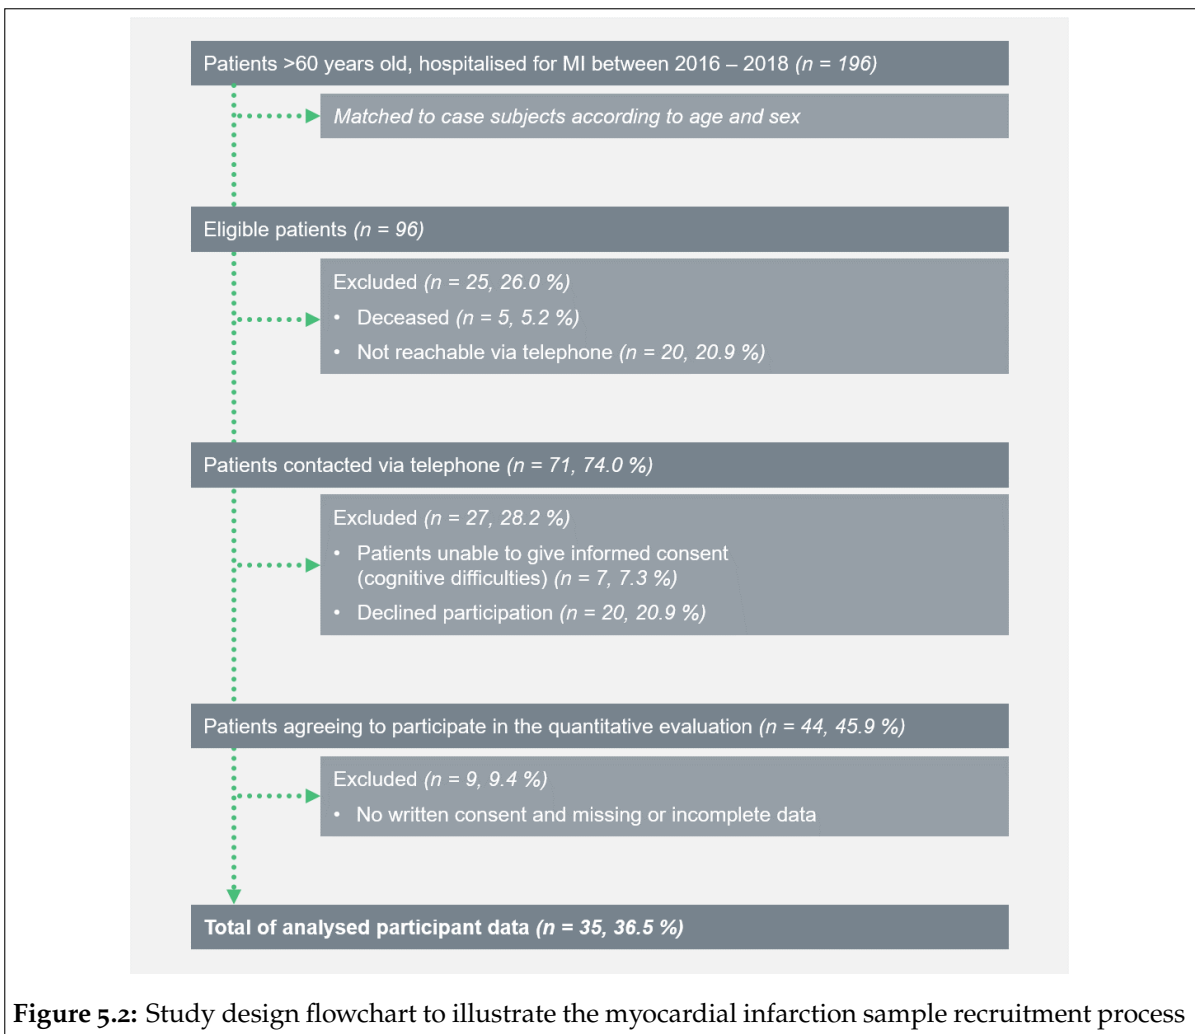 Patients >60 years old, hospitalised for MI between 2016 – 2018 (n = 196)
Matched to case subjects according to age and sex
Eligible patients (n = 96)
Excluded (n = 25, 26.0 %)
• Deceased (n = 5, 5.2 %)
• Not reachable via telephone (n = 20, 20.9 %)
Patients contacted via telephone (n = 71, 74.0 %)
Excluded (n = 27, 28.2 %)
• Patients unable to give informed consent
(cognitive difficulties) (n = 7, 7.3 %)
• Declined participation (n = 20, 20.9 %)
Patients agreeing to participate in the quantitative evaluation (n = 44, 45.9 %)
Excluded (n = 9, 9.4 %)
• No written consent and missing or incomplete data
Total of analysed participant data (n = 35, 36.5 %)
Figure 5.2: Study design flowchart to illustrate the myocardial infarction sample recruitment process